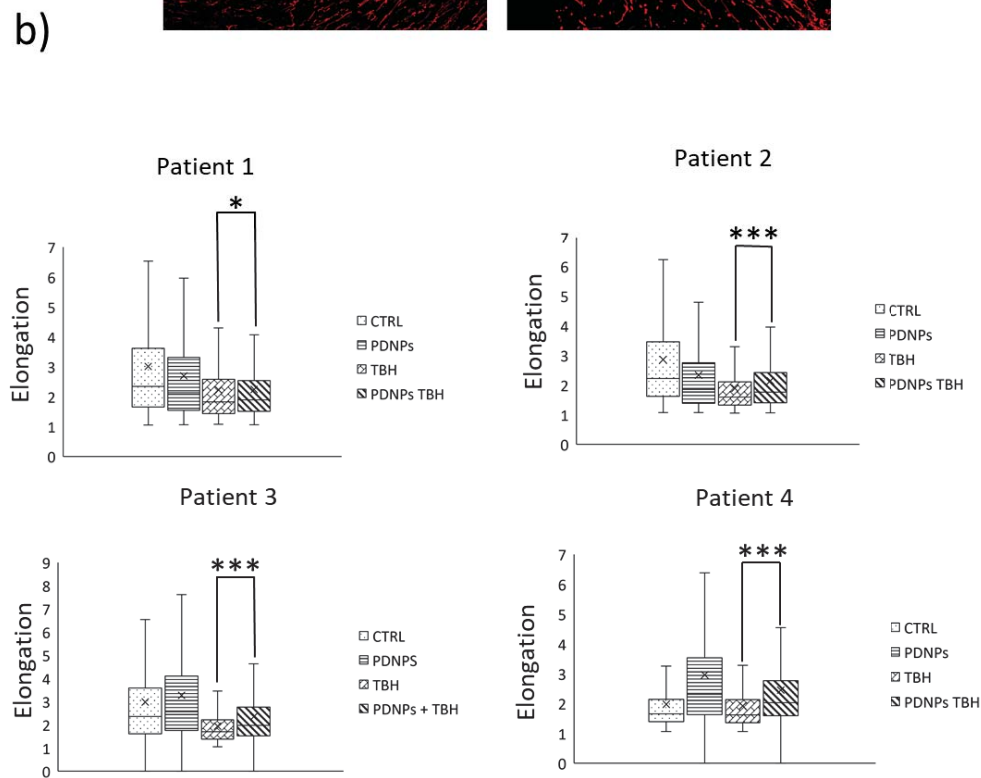 b)
Patient 1
*
Elongation
7
6
5
4
3
2
1
0
CTRL
PDNPs
TBH
PDNPs TBH
Patient 2
***
Elongation
7
6
5
4
3
2
1
0
CTRL
PDNPs
TBH
PDNPs TBH
Patient 3
***
Elongation
9
8
7
6
5
4
3
2
1
0
CTRL
PDNPS
TBH
PDNPs + TBH
Patient 4
***
Elongation
7
6
5
4
3
2
1
0
CTRL
PDNPs
TBH
PDNPs TBH